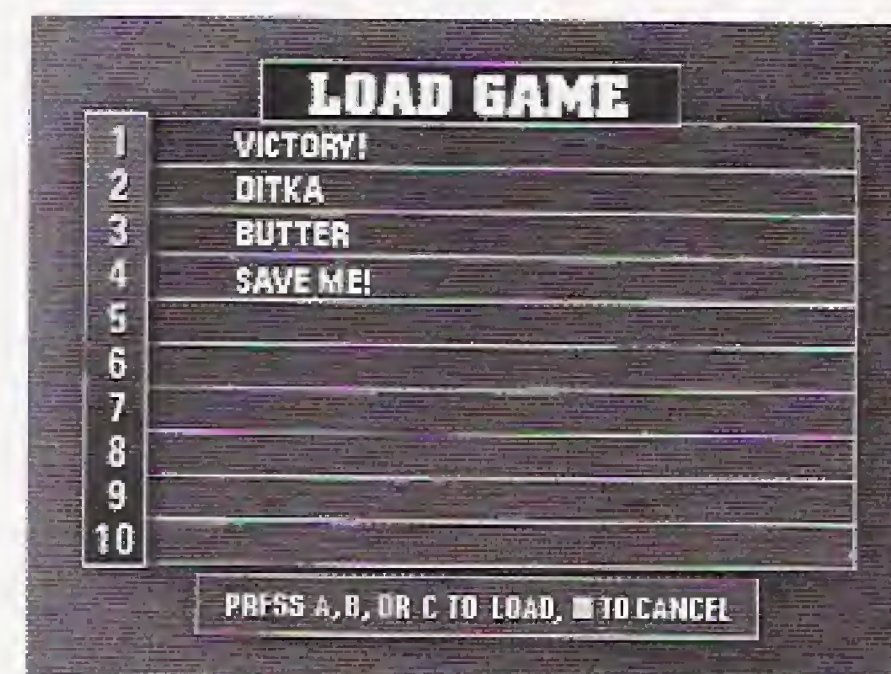 LOAD GAME
1 VICTORY!
2 DITKA
3 BUTTER
4 SAVE ME!
5
6
7
8
9
10
PRESS A, B, OR C TO LOAD, ■ TO CANCEL